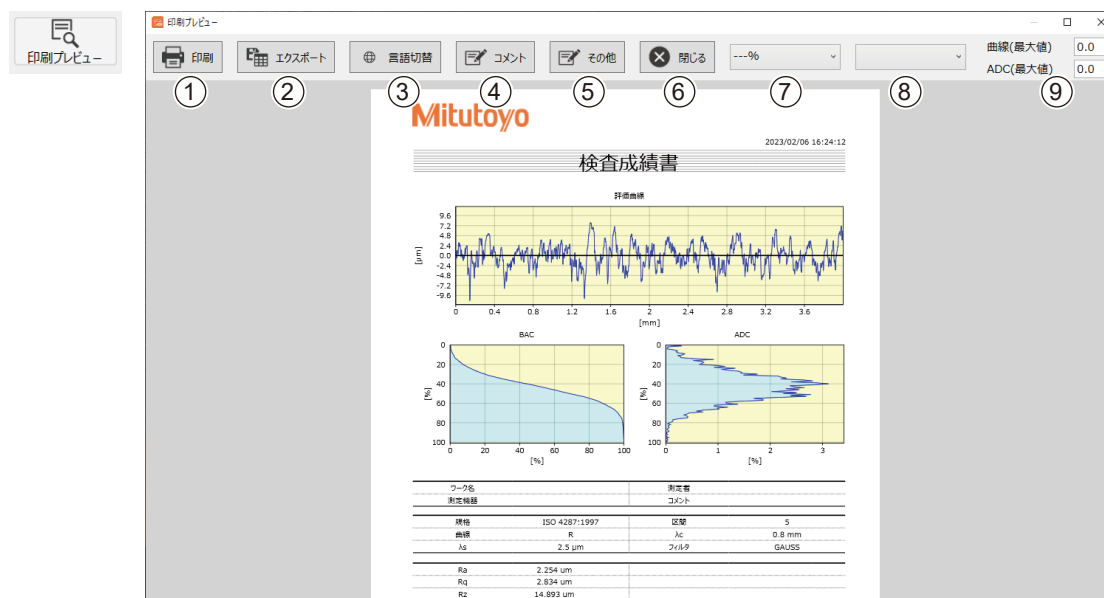 印刷プレビュー
印刷プレビュー
印刷 エクスポート 言語切替 コメント その他 閉じる ---% 曲線(最大値) 0.0
ADC(最大値) 0.0
① ② ③ ④ ⑤ ⑥ ⑦ ⑧ ⑨
Mitutoyo
2023/02/06 16:24:12
検査成績書
評価曲線
9.6
7.2
4.8
2.4
0.0
-2.4
-4.8
-7.2
-9.6
[µm]
0 0.4 0.8 1.2 1.6 2 2.4 2.8 3.2 3.6
[mm]
BAC
0
20
40
60
80
100
[%]
0 20 40 60 80 100
[%]
ADC
0
20
40
60
80
100
[%]
0 1 2 3
[%]
ワーク名 測定者
測定機器 コメント
規格 ISO 4287:1997 区間 5
曲線 R λc 0.8 mm
λs 2.5 µm フィルタ GAUSS
Ra 2.254 um
Rq 2.834 um
Rz 14.893 um